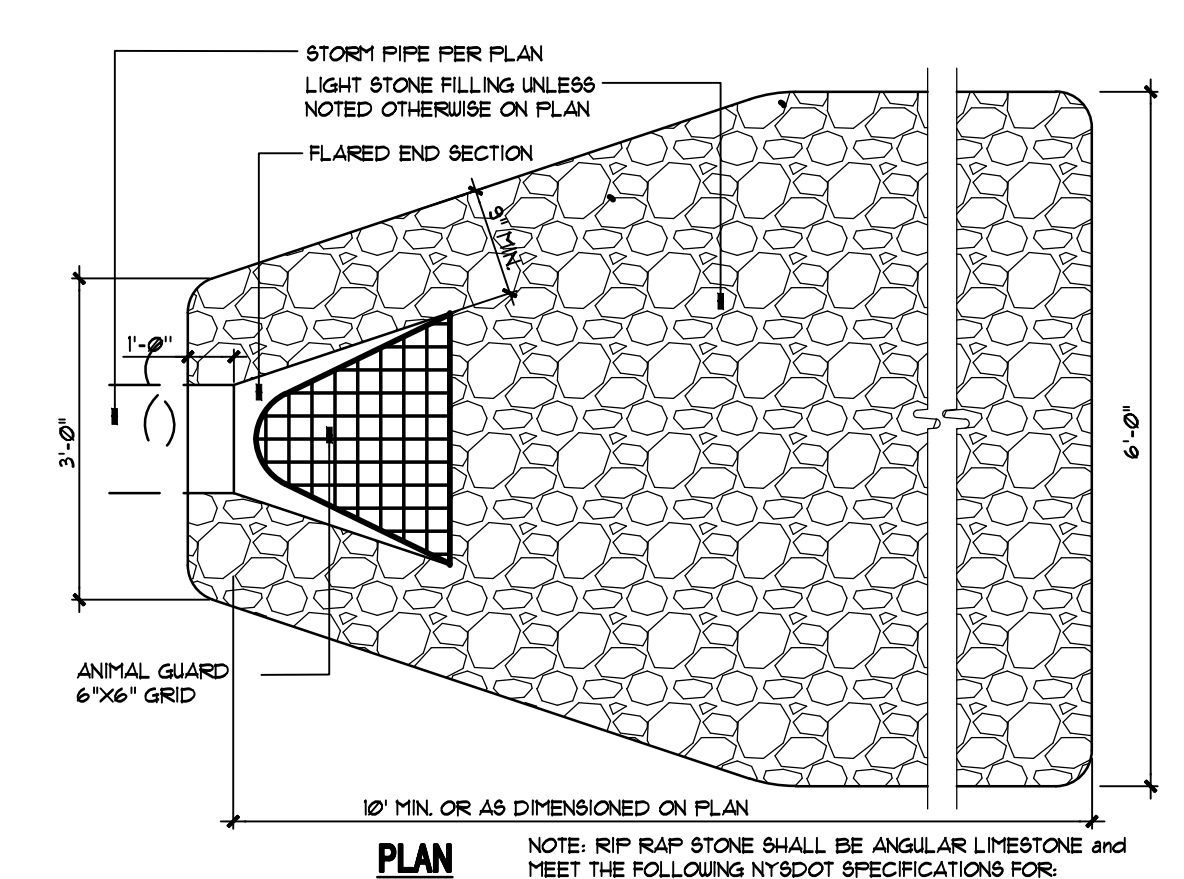 STORM PIPE PER PLAN
LIGHT STONE FILLING UNLESS
NOTED OTHERWISE ON PLAN
FLARED END SECTION
9" MIN.
1'-0"
3'-0"
6'-0"
ANIMAL GUARD
6"X6" GRID
10' MIN. OR AS DIMENSIONED ON PLAN
PLAN
NOTE: RIP RAP STONE SHALL BE ANGULAR LIMESTONE and
MEET THE FOLLOWING NYSDOT SPECIFICATIONS FOR: